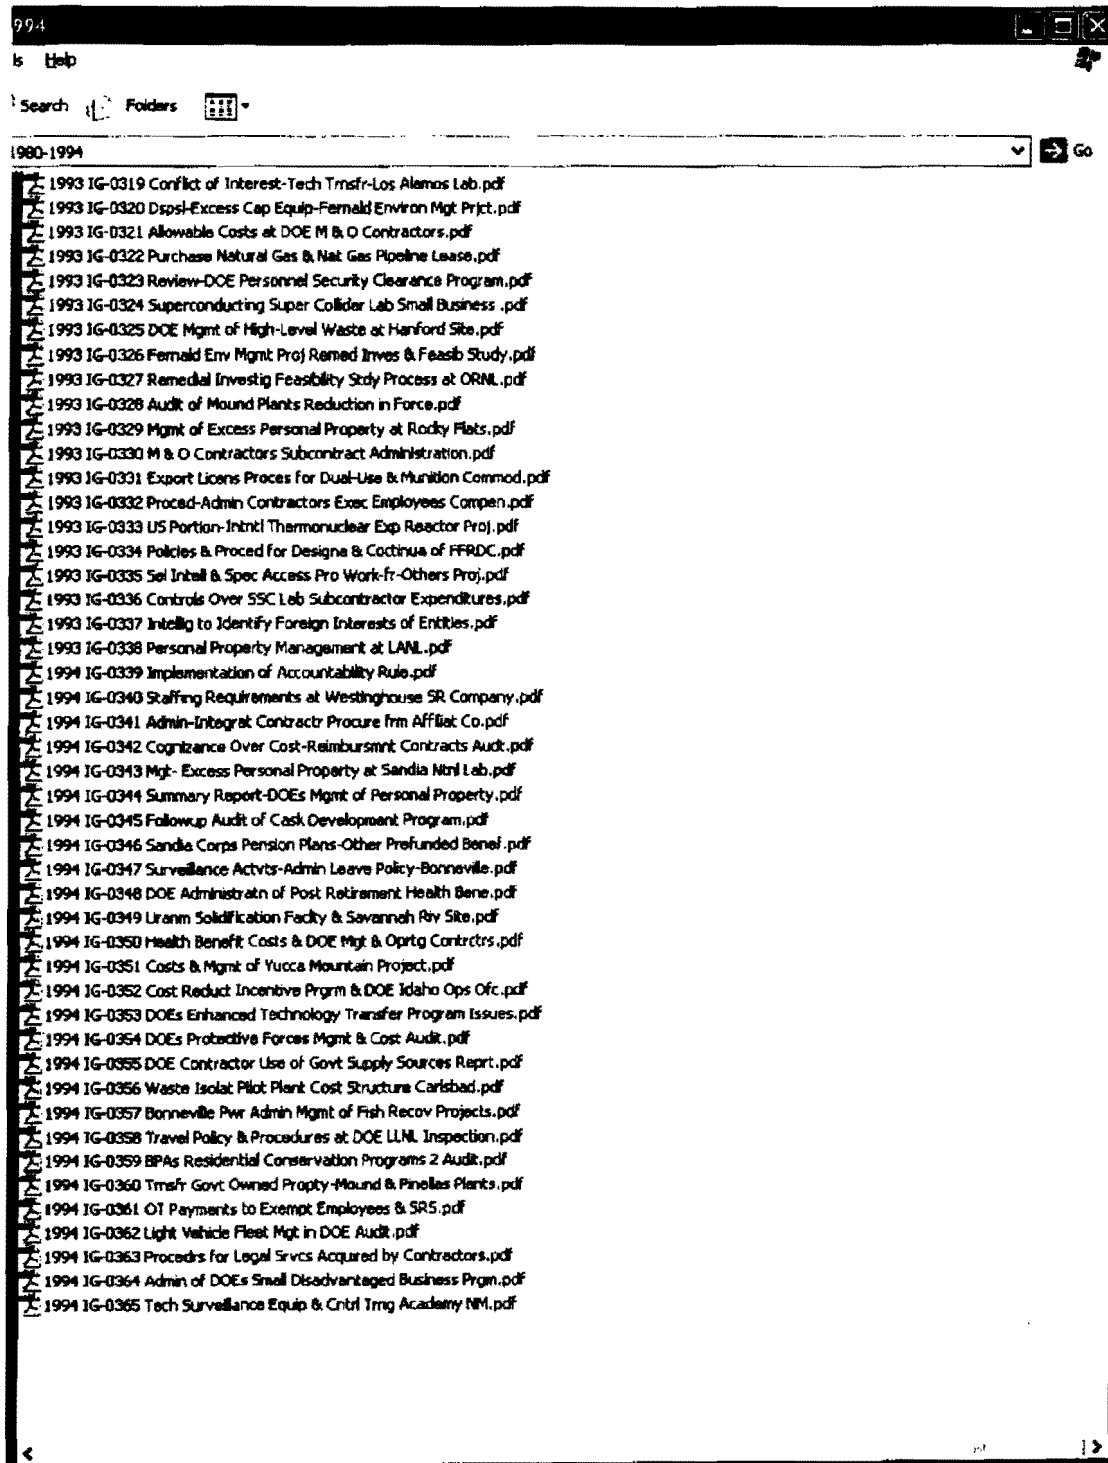 994
ls Help
Search Folders
1980-1994 Go
1993 IG-0319 Conflict of Interest-Tech Trnsfr-Los Alamos Lab.pdf
1993 IG-0320 Dspsl-Excess Cap Equip-Fernald Environ Mgt Prjct.pdf
1993 IG-0321 Allowable Costs at DOE M & O Contractors.pdf
1993 IG-0322 Purchase Natural Gas & Nat Gas Pipeline Lease.pdf
1993 IG-0323 Review-DOE Personnel Security Clearance Program.pdf
1993 IG-0324 Superconducting Super Collider Lab Small Business .pdf
1993 IG-0325 DOE Mgmt of High-Level Waste at Hanford Site.pdf
1993 IG-0326 Fernald Env Mgmt Proj Remed Inves & Feasib Study.pdf
1993 IG-0327 Remedial Investig Feasibility Stdy Process at ORNL.pdf
1993 IG-0328 Audit of Mound Plants Reduction in Force.pdf
1993 IG-0329 Mgmt of Excess Personal Property at Rocky Flats.pdf
1993 IG-0330 M & O Contractors Subcontract Administration.pdf
1993 IG-0331 Export Licens Proces for Dual-Use & Munition Commod.pdf
1993 IG-0332 Proced-Admin Contractors Exec Employees Compen.pdf
1993 IG-0333 US Portion-Intntl Thermonuclear Exp Reactor Proj.pdf
1993 IG-0334 Policies & Proced for Designa & Coctinua of FFRDC.pdf
1993 IG-0335 Sel Intell & Spec Access Pro Work-fr-Others Proj.pdf
1993 IG-0336 Controls Over SSC Lab Subcontractor Expenditures.pdf
1993 IG-0337 Intellig to Identify Foreign Interests of Entities.pdf
1993 IG-0338 Personal Property Management at LANL.pdf
1994 IG-0339 Implementation of Accountability Rule.pdf
1994 IG-0340 Staffing Requirements at Westinghouse SR Company.pdf
1994 IG-0341 Admin-Integrat Contractr Procure frm Affiliat Co.pdf
1994 IG-0342 Cognizance Over Cost-Reimbursmnt Contracts Audt.pdf
1994 IG-0343 Mgt- Excess Personal Property at Sandia Ntnl Lab.pdf
1994 IG-0344 Summary Report-DOEs Mgmt of Personal Property.pdf
1994 IG-0345 Followup Audit of Cask Development Program.pdf
1994 IG-0346 Sandia Corps Pension Plans-Other Prefunded Benef.pdf
1994 IG-0347 Surveillance Actvts-Admin Leave Policy-Bonneville.pdf
1994 IG-0348 DOE Administratn of Post Retirement Health Bene.pdf
1994 IG-0349 Uranm Solidification Faclty & Savannah Riv Site.pdf
1994 IG-0350 Health Benefit Costs & DOE Mgt & Oprtg Contrctrs.pdf
1994 IG-0351 Costs & Mgmt of Yucca Mountain Project.pdf
1994 IG-0352 Cost Reduct Incentive Prgrm & DOE Idaho Ops Ofc.pdf
1994 IG-0353 DOEs Enhanced Technology Transfer Program Issues.pdf
1994 IG-0354 DOEs Protective Forces Mgmt & Cost Audit.pdf
1994 IG-0355 DOE Contractor Use of Govt Supply Sources Reprt.pdf
1994 IG-0356 Waste Isolat Pilot Plant Cost Structure Carlsbad.pdf
1994 IG-0357 Bonneville Pwr Admin Mgmt of Fish Recov Projects.pdf
1994 IG-0358 Travel Policy & Procedures at DOE LLNL Inspection.pdf
1994 IG-0359 BPAs Residential Conservation Programs 2 Audit.pdf
1994 IG-0360 Trnsfr Govt Owned Propty-Mound & Pinellas Plants.pdf
1994 IG-0361 OT Payments to Exempt Employees & SRS.pdf
1994 IG-0362 Light Vehicle Fleet Mgt in DOE Audit.pdf
1994 IG-0363 Procedrs for Legal Srvcs Acquired by Contractors.pdf
1994 IG-0364 Admin of DOEs Small Disadvantaged Business Prgm.pdf
1994 IG-0365 Tech Surveillance Equip & Cntrl Trng Academy NM.pdf